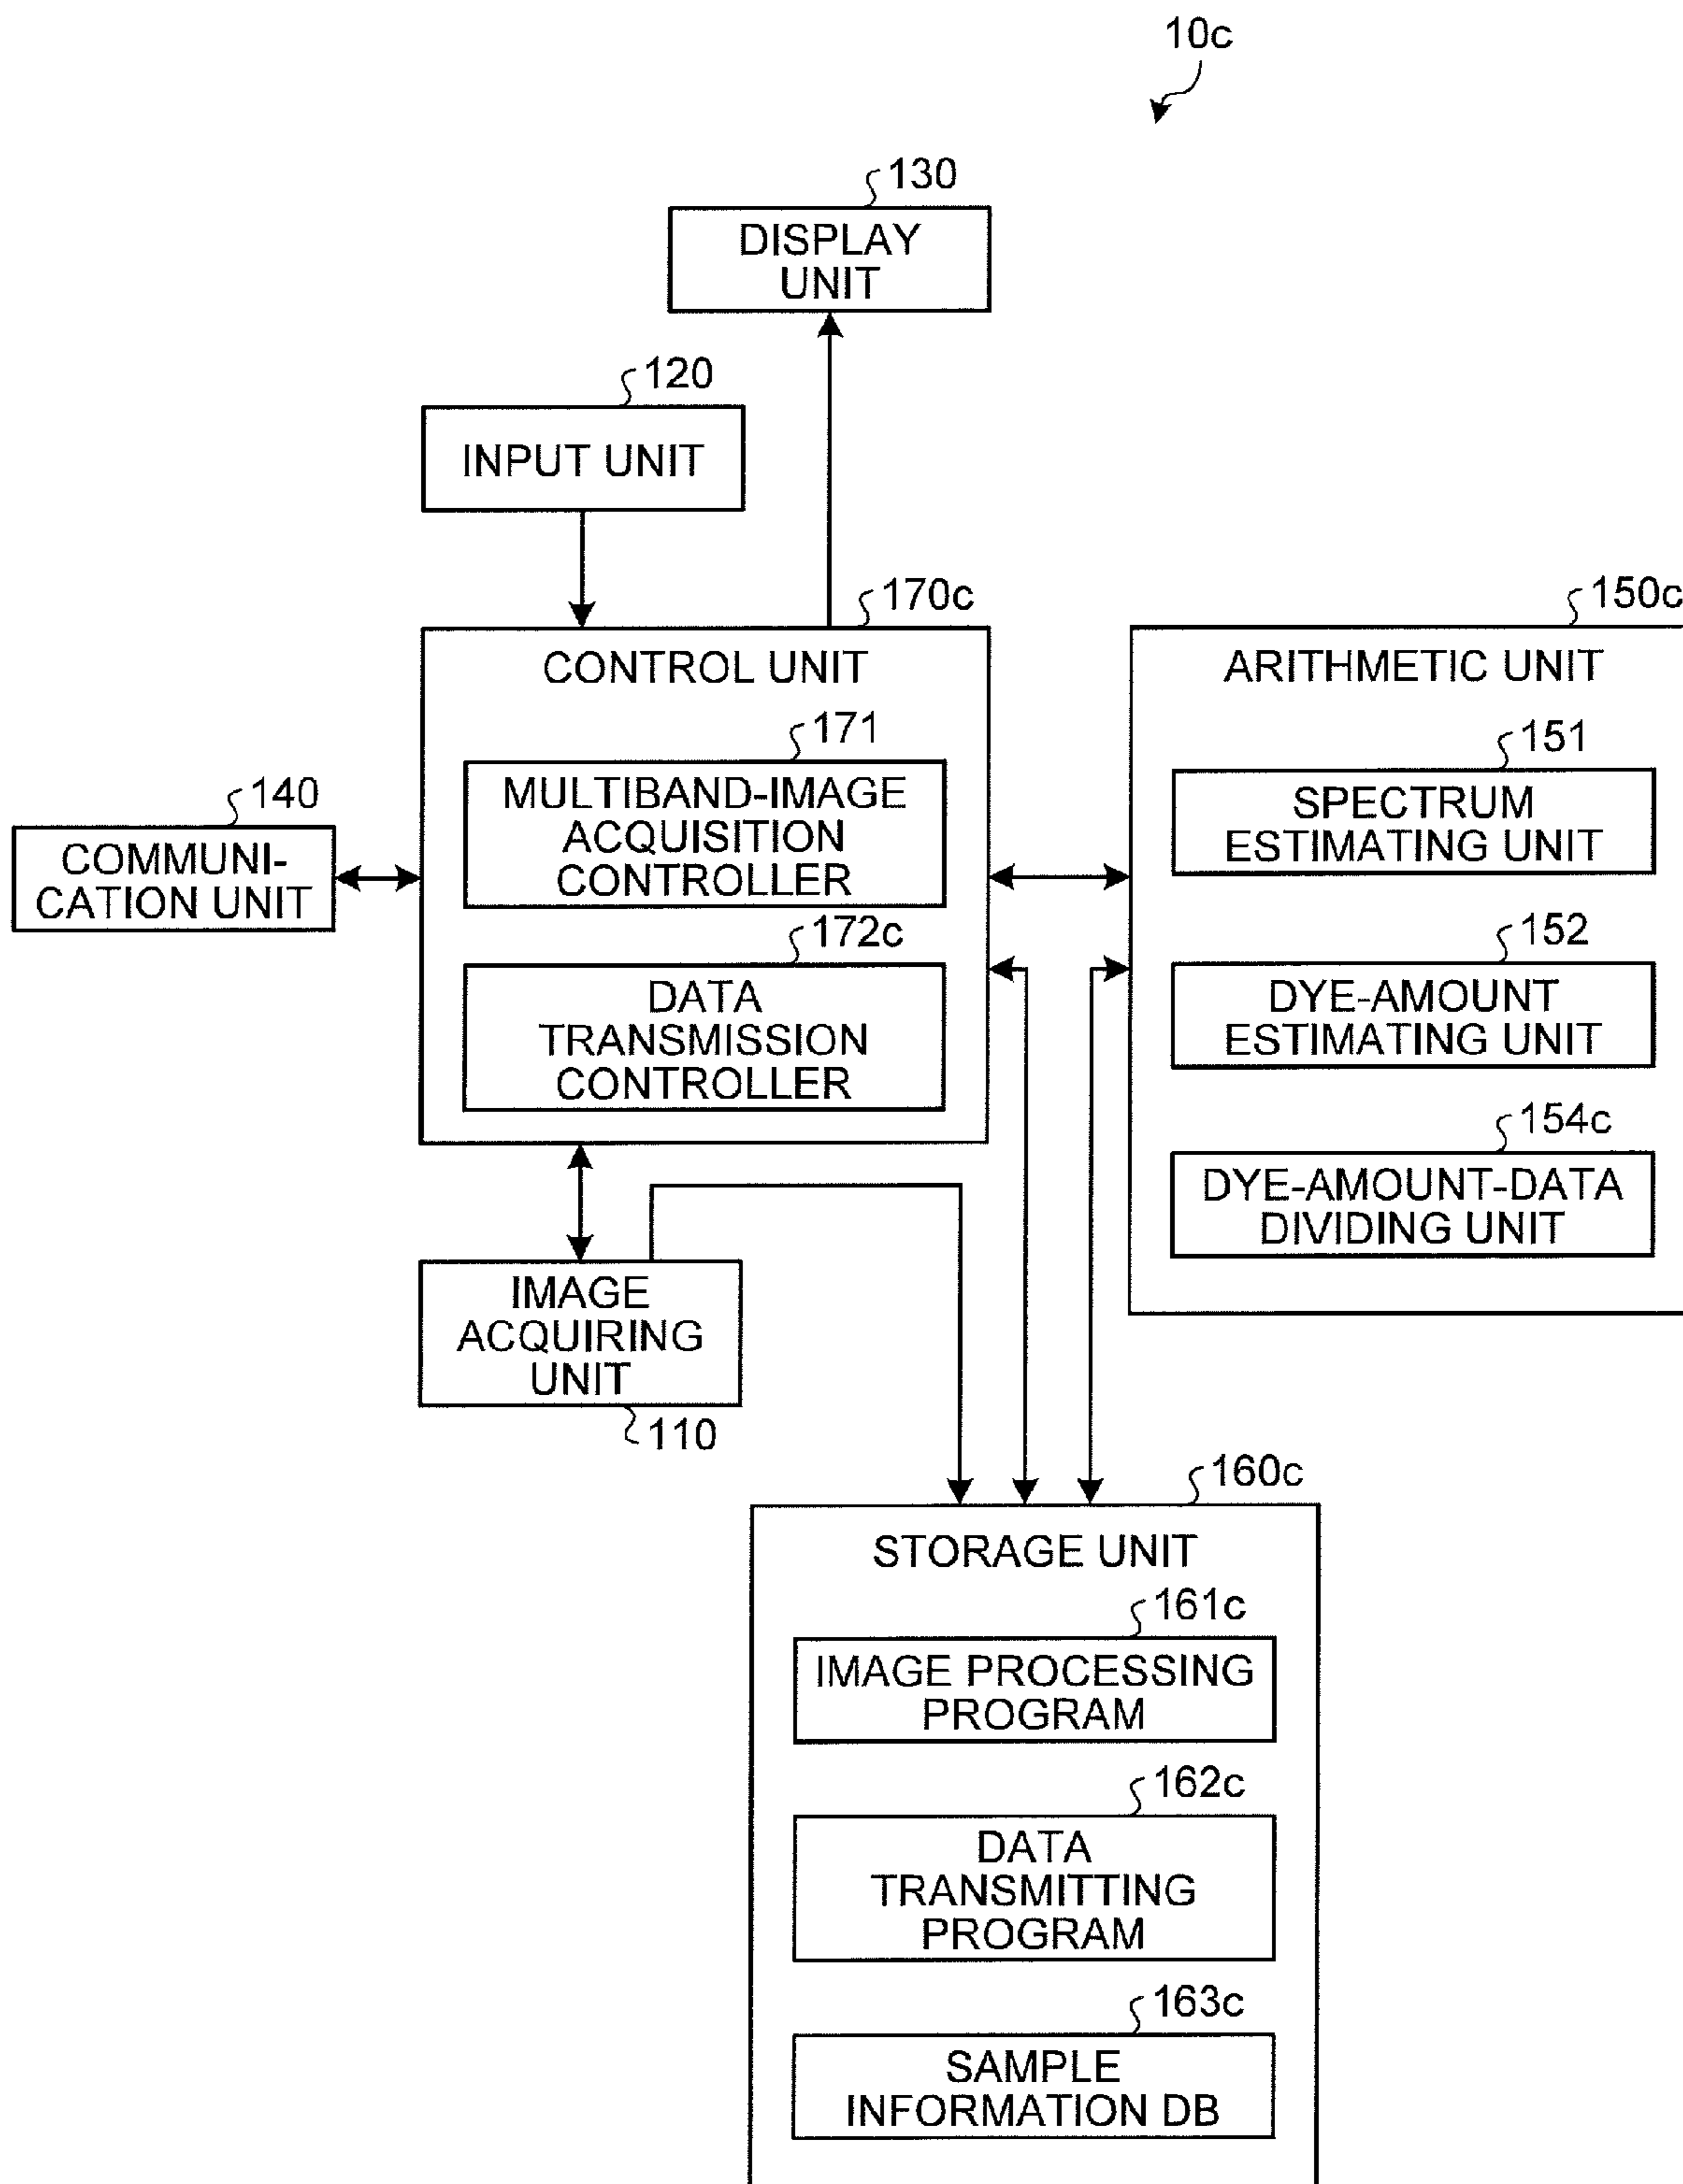 10c
130
DISPLAY
UNIT
120
INPUT UNIT
170c
CONTROL UNIT
171
MULTIBAND-IMAGE
ACQUISITION
CONTROLLER
172c
DATA
TRANSMISSION
CONTROLLER
140
COMMUNI-
CATION UNIT
150c
ARITHMETIC UNIT
151
SPECTRUM
ESTIMATING UNIT
152
DYE-AMOUNT
ESTIMATING UNIT
154c
DYE-AMOUNT-DATA
DIVIDING UNIT
IMAGE
ACQUIRING
UNIT
110
160c
STORAGE UNIT
161c
IMAGE PROCESSING
PROGRAM
162c
DATA
TRANSMITTING
PROGRAM
163c
SAMPLE
INFORMATION DB